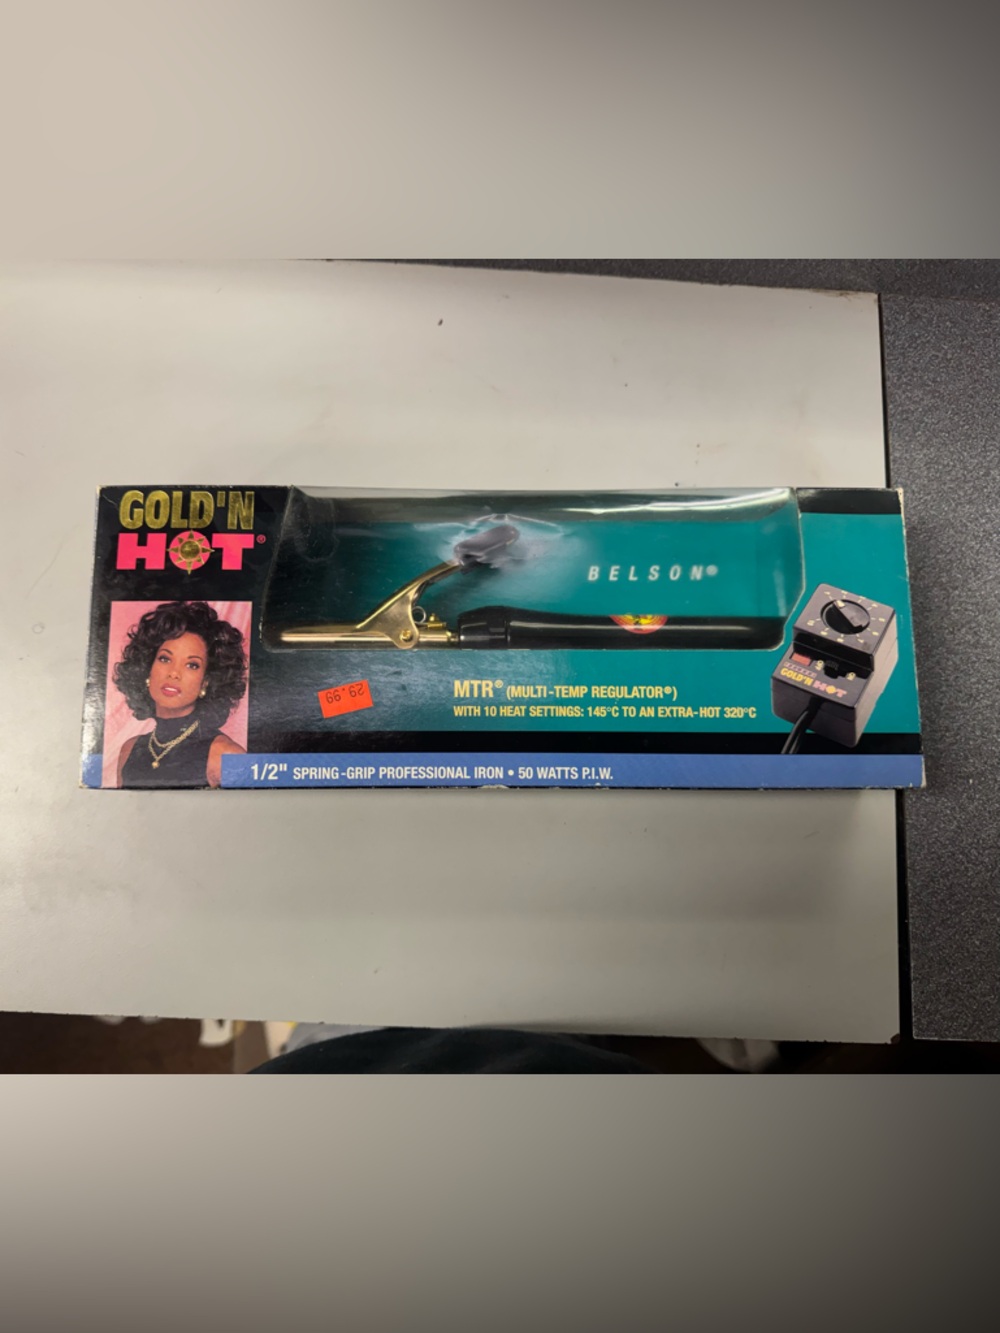 GOLD'N
HOT®
BELSON®
29.99
MTR® (MULTI-TEMP REGULATOR®)
WITH 10 HEAT SETTINGS: 145°C TO AN EXTRA-HOT 320°C
GOLD'N HOT
1/2" SPRING-GRIP PROFESSIONAL IRON • 50 WATTS P.I.W.